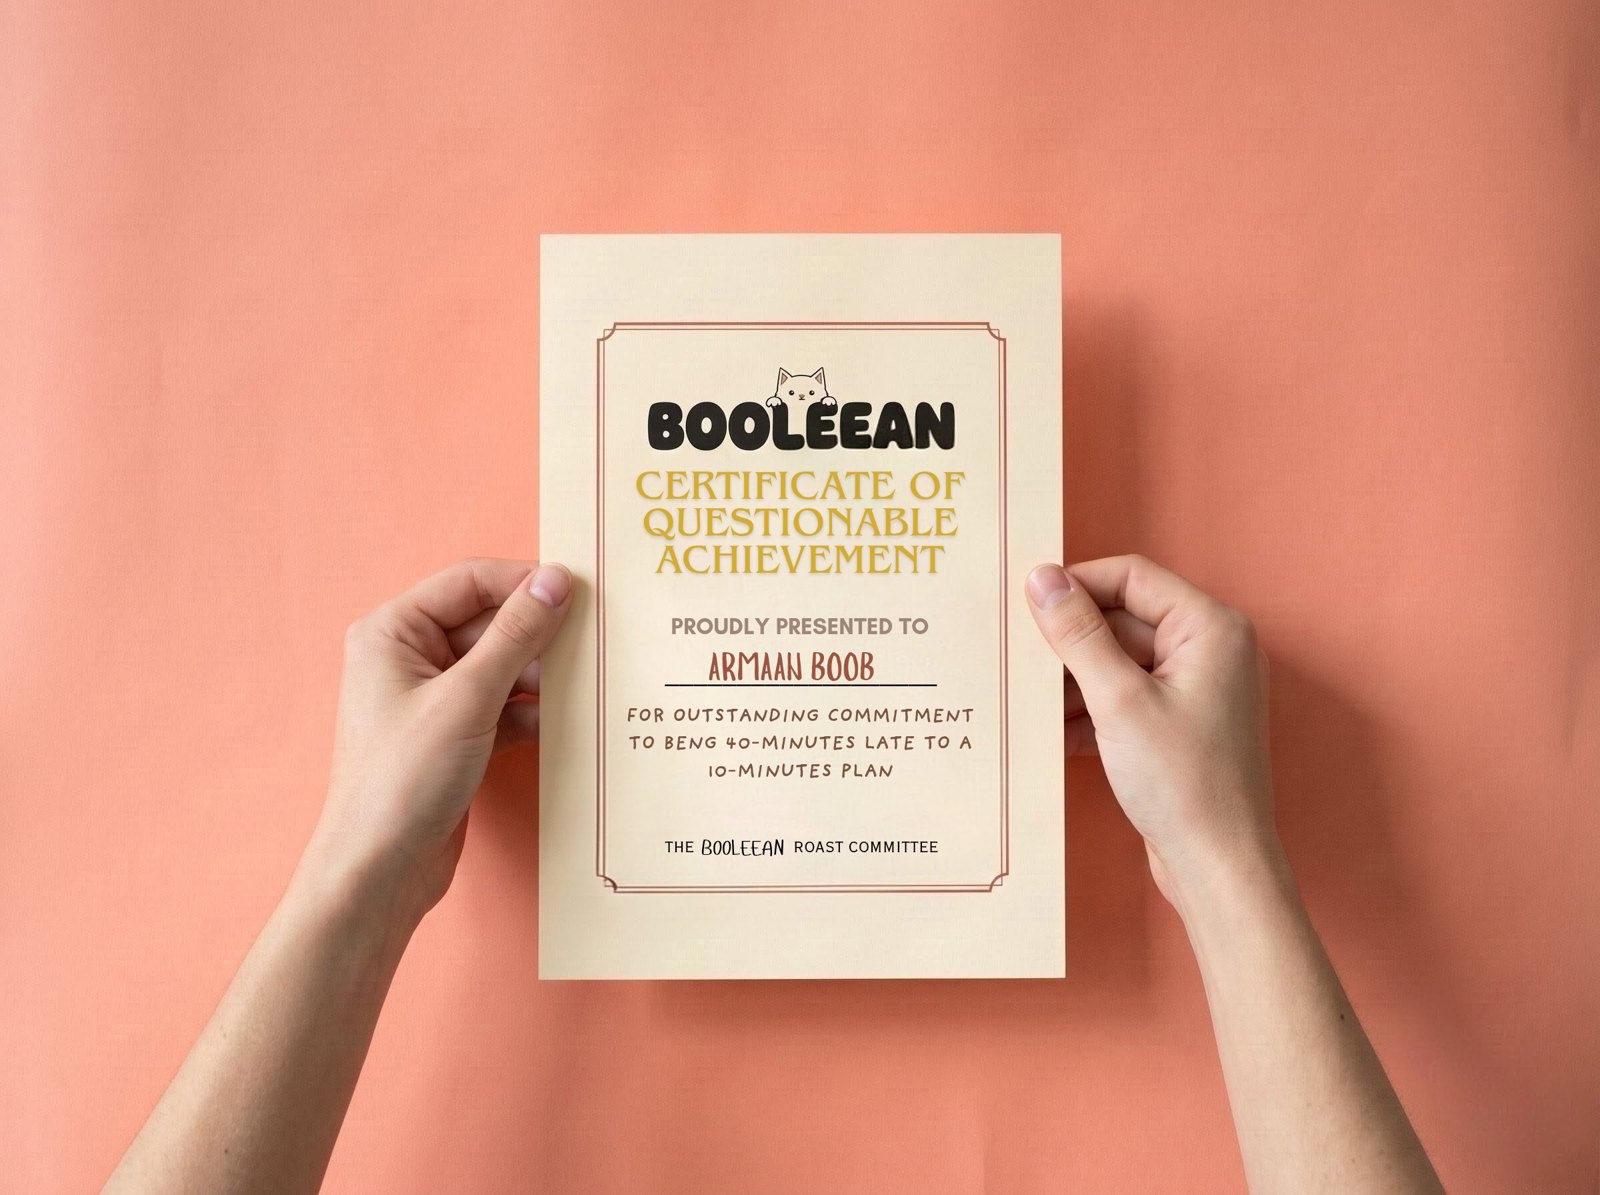 BOOLEEAN
CERTIFICATE OF
QUESTIONABLE
ACHIEVEMENT
PROUDLY PRESENTED TO
ARMAAN BOOB
FOR OUTSTANDING COMMITMENT
TO BENG 40-MINUTES LATE TO A
10-MINUTES PLAN
THE BOOLEEAN ROAST COMMITTEE